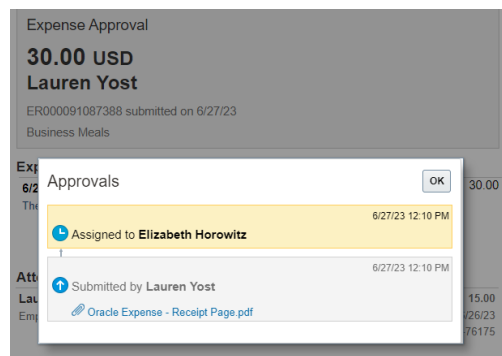 Expense Approval
30.00 USD
Lauren Yost
ER000091087388 submitted on 6/27/23
Business Meals
Approvals
OK
30.00
6/27/23 12:10 PM
Assigned to Elizabeth Horowitz
6/27/23 12:10 PM
Submitted by Lauren Yost
15.00
Oracle Expense - Receipt Page.pdf